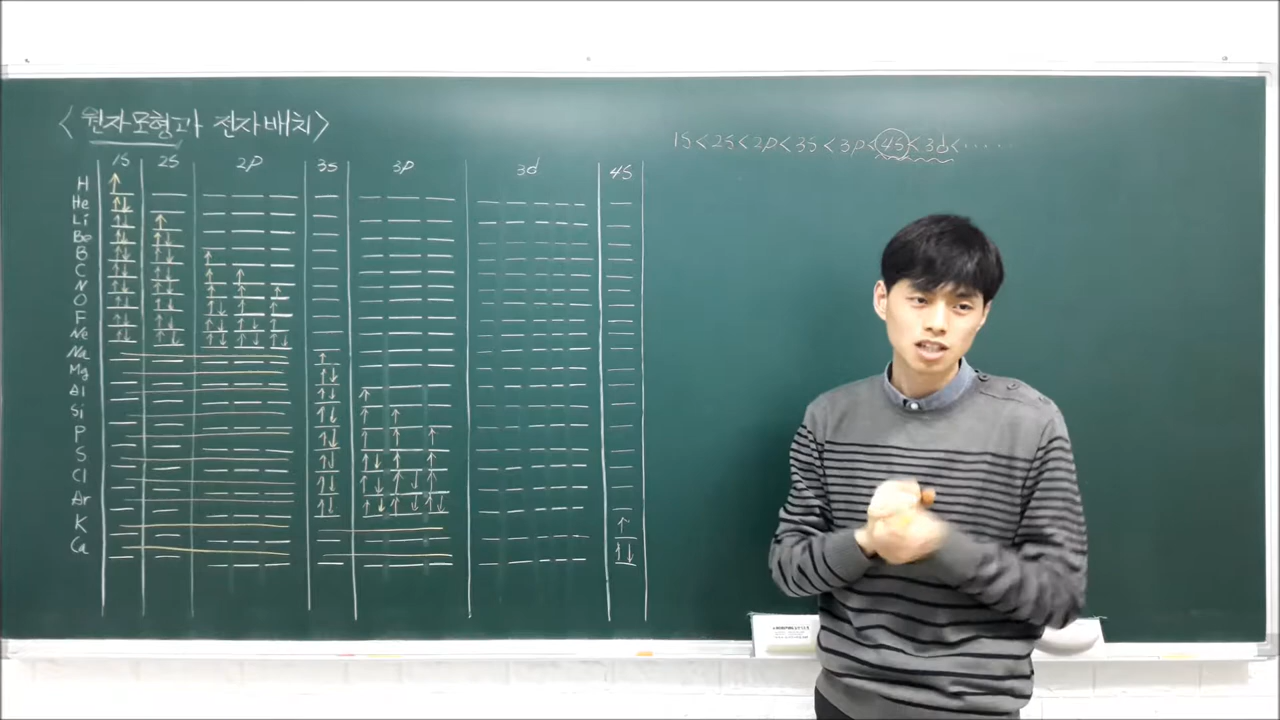 <원자모형과 전자배치>
1S<2S<2P<3S<3P<4S<3d<·····
1S 2S 2P 3S 3P 3d 4S
H
He
Li
Be
B
C
N
O
F
Ne
Na
Mg
Al
Si
P
S
Cl
Ar
K
Ca